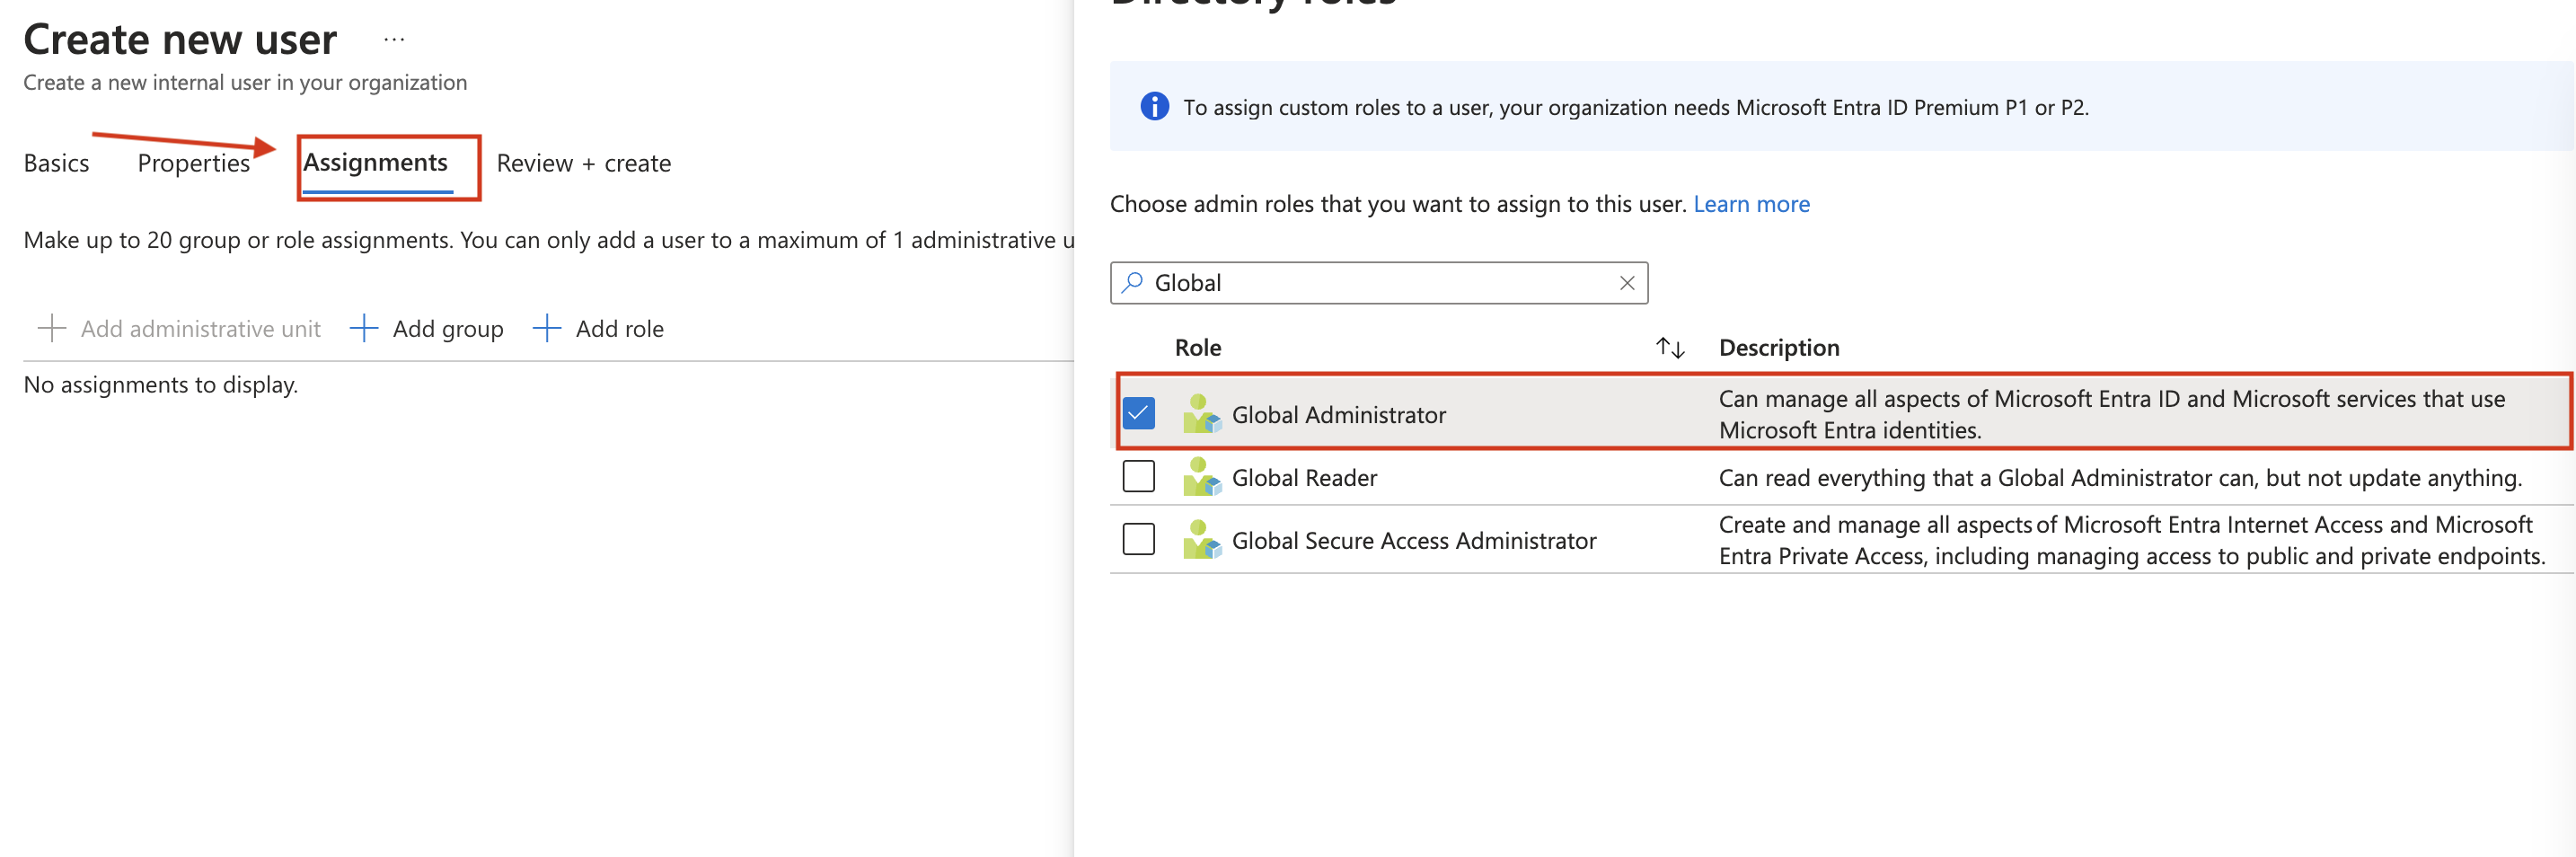 Create new user ...
Create a new internal user in your organization
Basics Properties Assignments Review + create
Make up to 20 group or role assignments. You can only add a user to a maximum of 1 administrative u
Add administrative unit Add group Add role
No assignments to display.
Directory roles
To assign custom roles to a user, your organization needs Microsoft Entra ID Premium P1 or P2.
Choose admin roles that you want to assign to this user. Learn more
Global
Role Description
Global Administrator
Can manage all aspects of Microsoft Entra ID and Microsoft services that use
Microsoft Entra identities.
Global Reader
Can read everything that a Global Administrator can, but not update anything.
Global Secure Access Administrator
Create and manage all aspects of Microsoft Entra Internet Access and Microsoft
Entra Private Access, including managing access to public and private endpoints.